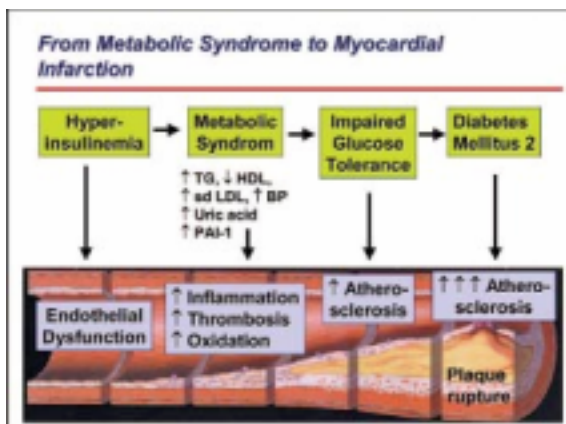 From Metabolic Syndrome to Myocardial
Infarction
Hyper-
insulinemia
Metabolic
Syndrom
Impaired
Glucose
Tolerance
Diabetes
Mellitus 2
↑ TG, ↓ HDL,
↑ sd LDL, ↑ BP
↑ Uric acid
↑ PAI-1
Endothelial
Dysfunction
↑ Inflammation
↑ Thrombosis
↑ Oxidation
↑ Athero-
sclerosis
↑ ↑ ↑ Athero-
sclerosis
Plaque
rupture